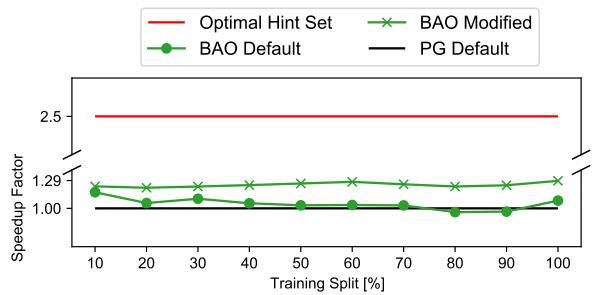 Optimal Hint Set
BAO Modified
BAO Default
PG Default
Speedup Factor
2.5
1.29
1.00
10 20 30 40 50 60 70 80 90 100
Training Split [%]